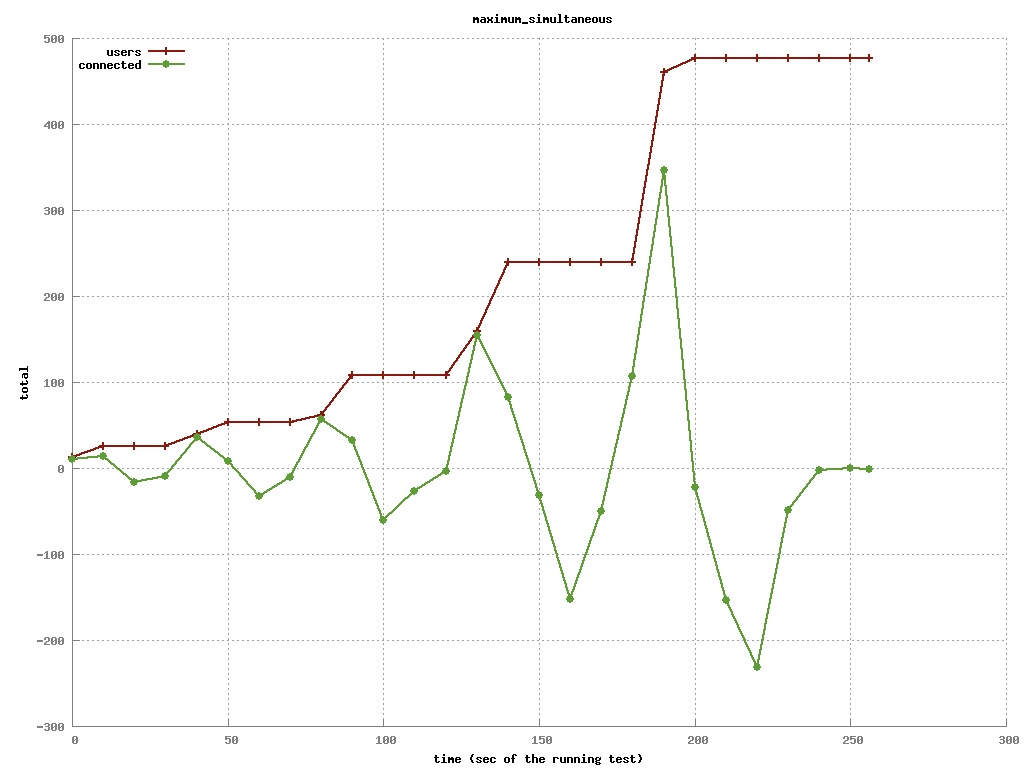 maximum_simultaneous
users
connected
500
400
300
200
100
0
-100
-200
-300
total
0 50 100 150 200 250 300
time (sec of the running test)